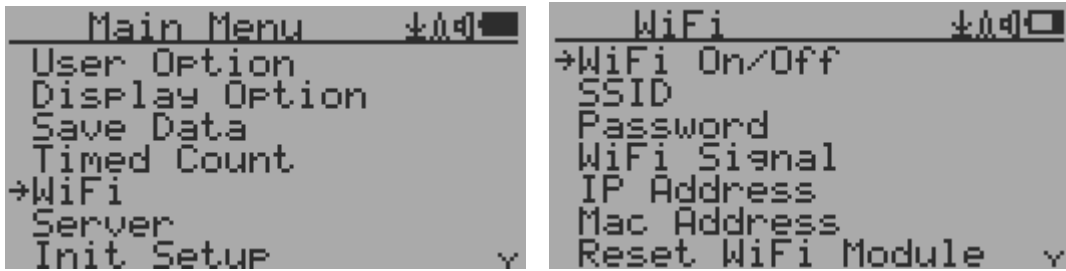 Main Menu
User Option
Display Option
Save Data
Timed Count
→WiFi
Server
Init Setup
WiFi
→WiFi On/Off
SSID
Password
WiFi Signal
IP Address
Mac Address
Reset WiFi Module